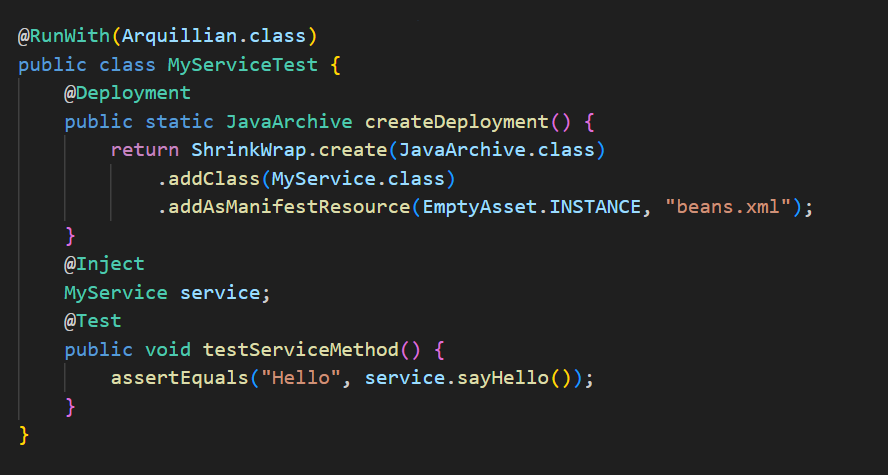 @RunWith(Arquillian.class)
public class MyServiceTest {
@Deployment
public static JavaArchive createDeployment() {
return ShrinkWrap.create(JavaArchive.class)
.addClass(MyService.class)
.addAsManifestResource(EmptyAsset.INSTANCE, "beans.xml");
}
@Inject
MyService service;
@Test
public void testServiceMethod() {
assertEquals("Hello", service.sayHello());
}
}